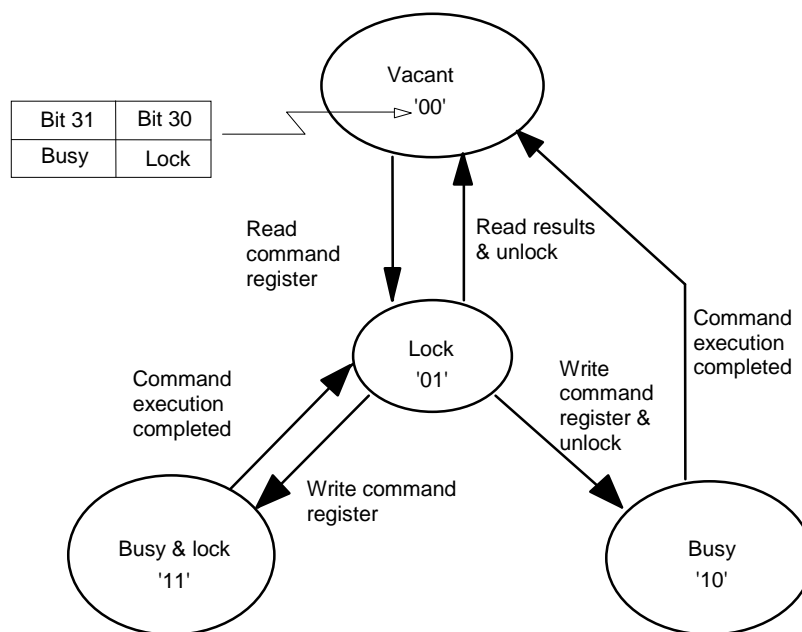 Vacant
'00'
Bit 31 Bit 30
Busy Lock
Read
command
register
Read results
& unlock
Lock
'01'
Command
execution
completed
Write
command
register &
unlock
Command
execution
completed
Write command
register
Busy & lock
'11'
Busy
'10'